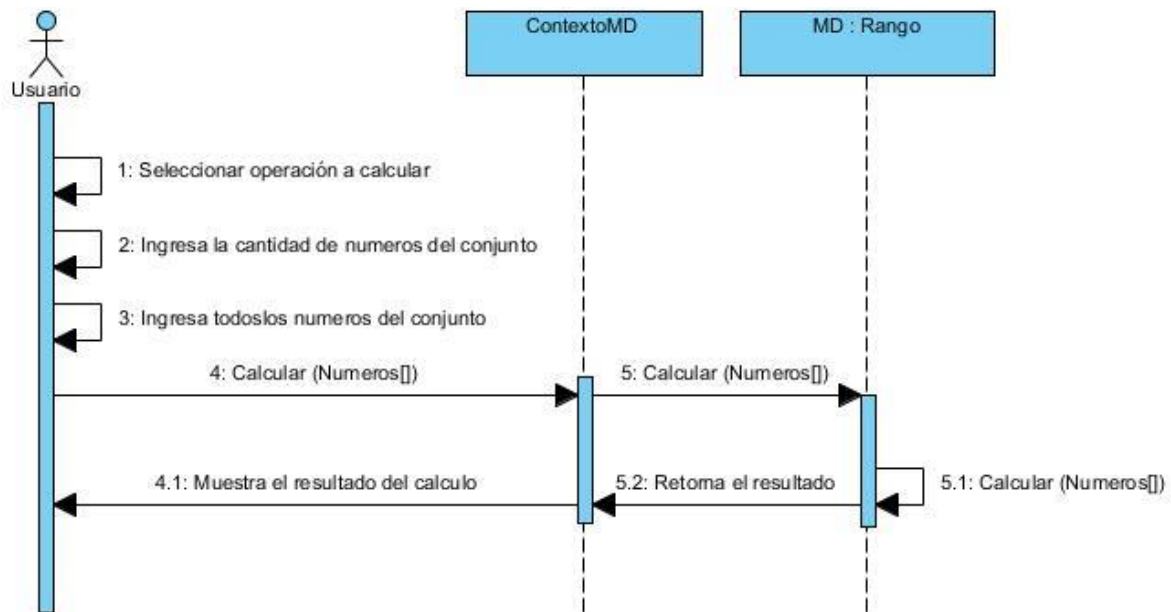 ContextoMD
MD : Rango
Usuario
1: Seleccionar operación a calcular
2: Ingresa la cantidad de numeros del conjunto
3: Ingresa todoslos numeros del conjunto
4: Calcular (Numeros[])
5: Calcular (Numeros[])
4.1: Muestra el resultado del calculo
5.2: Retorna el resultado
5.1: Calcular (Numeros[])